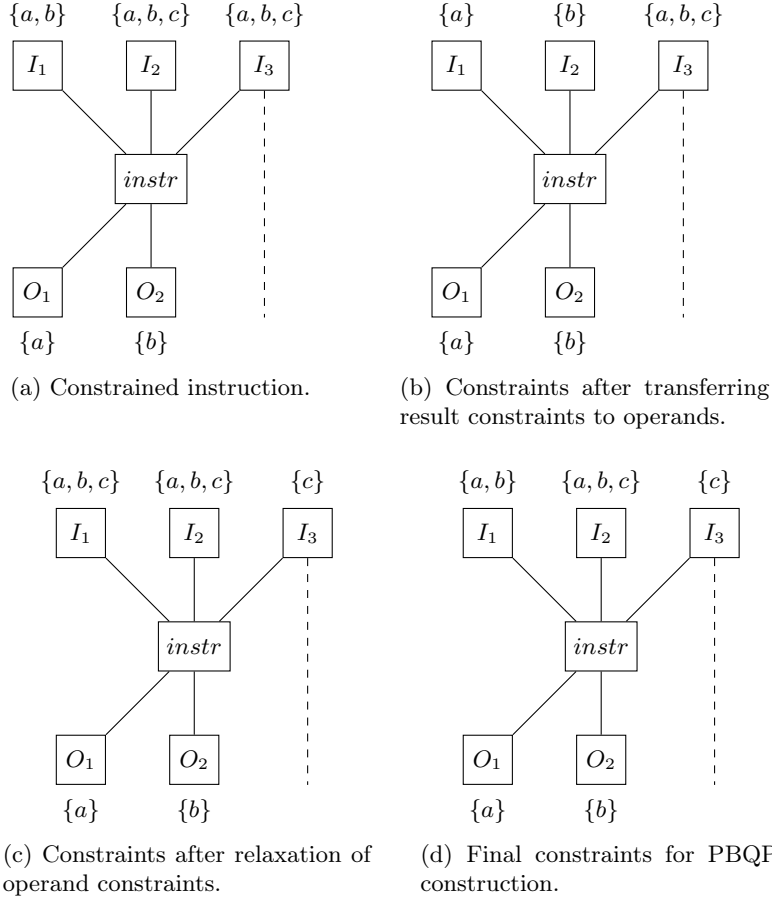 {a, b} {a, b, c} {a, b, c}
I₁ I₂ I₃
instr
O₁ O₂
{a} {b}
(a) Constrained instruction.
{a} {b} {a, b, c}
I₁ I₂ I₃
instr
O₁ O₂
{a} {b}
(b) Constraints after transferring
result constraints to operands.
{a, b, c} {a, b, c} {c}
I₁ I₂ I₃
instr
O₁ O₂
{a} {b}
(c) Constraints after relaxation of
operand constraints.
{a, b} {a, b, c} {c}
I₁ I₂ I₃
instr
O₁ O₂
{a} {b}
(d) Final constraints for PBQP
construction.